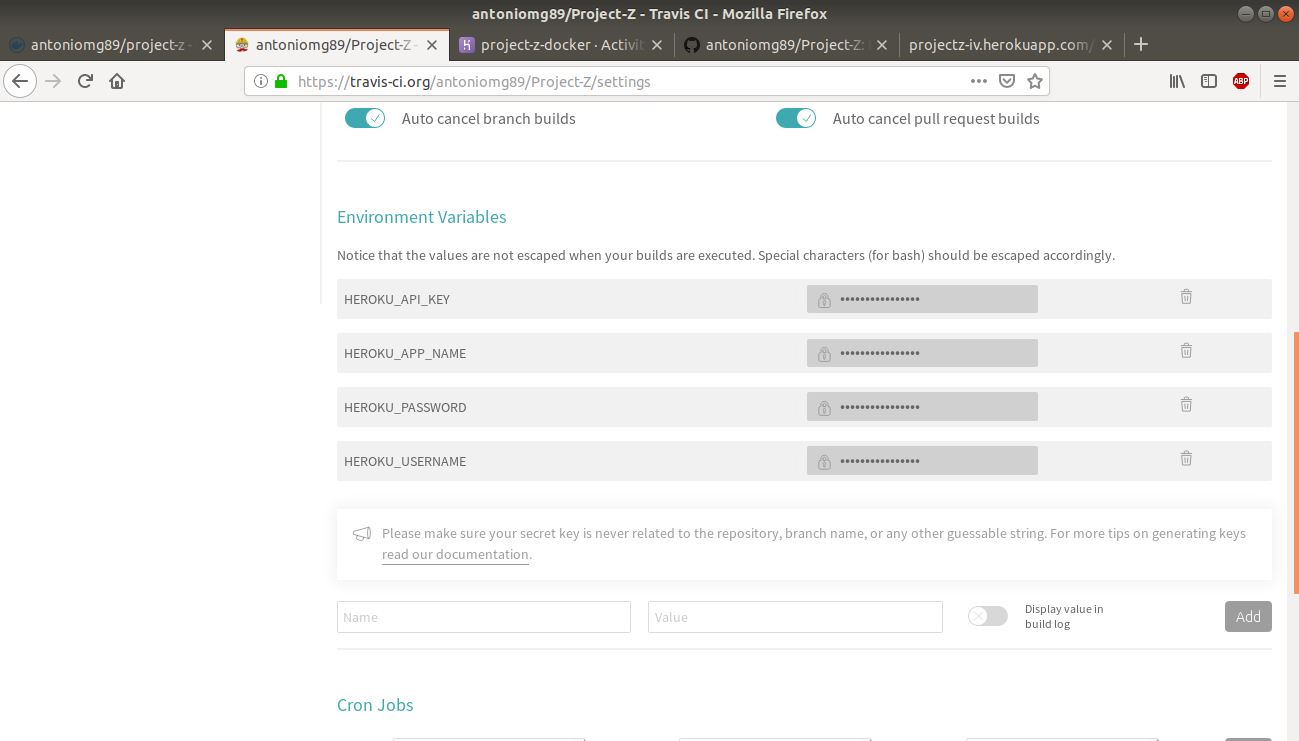 antoniomg89/Project-Z - Travis CI - Mozilla Firefox
antoniomg89/project-z - antoniomg89/Project-Z - project-z-docker · Activit antoniomg89/Project-Z: projectz-iv.herokuapp.com/
https://travis-ci.org/antoniomg89/Project-Z/settings ABP
Auto cancel branch builds Auto cancel pull request builds
Environment Variables
Notice that the values are not escaped when your builds are executed. Special characters (for bash) should be escaped accordingly.
HEROKU_API_KEY ••••••••••••••••
HEROKU_APP_NAME ••••••••••••••••
HEROKU_PASSWORD ••••••••••••••••
HEROKU_USERNAME ••••••••••••••••
Please make sure your secret key is never related to the repository, branch name, or any other guessable string. For more tips on generating keys
read our documentation.
Name Value Display value in
build log
Add
Cron Jobs